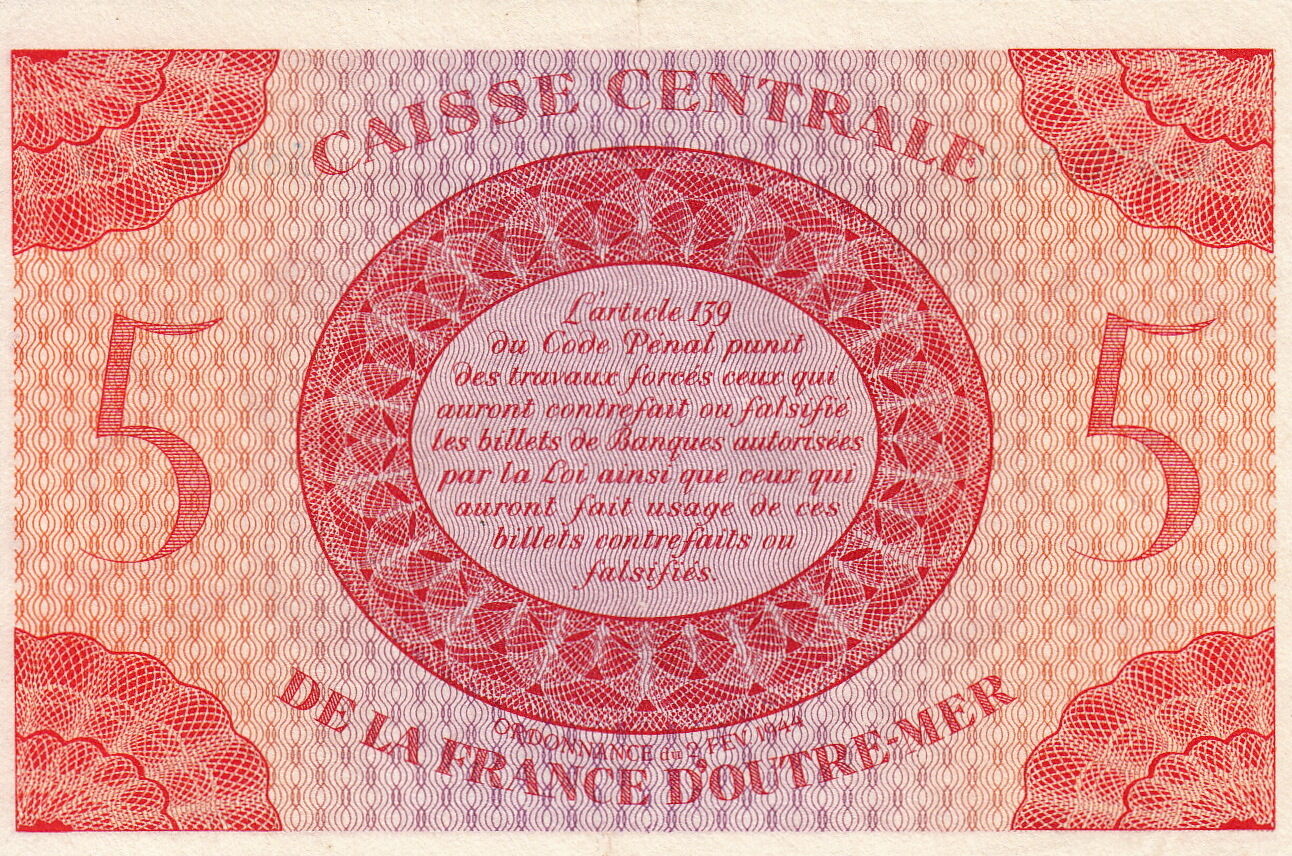 CAISSE CENTRALE
L'article 139
du Code Pénal punit
des travaux forcés ceux qui
auront contrefait ou falsifié
les billets de Banques autorisées
par la Loi ainsi que ceux qui
auront fait usage de ces
billets contrefaits ou
falsifiés.
5
5
ORDONNANCE du 2 FEV 1944
DE LA FRANCE D'OUTRE-MER